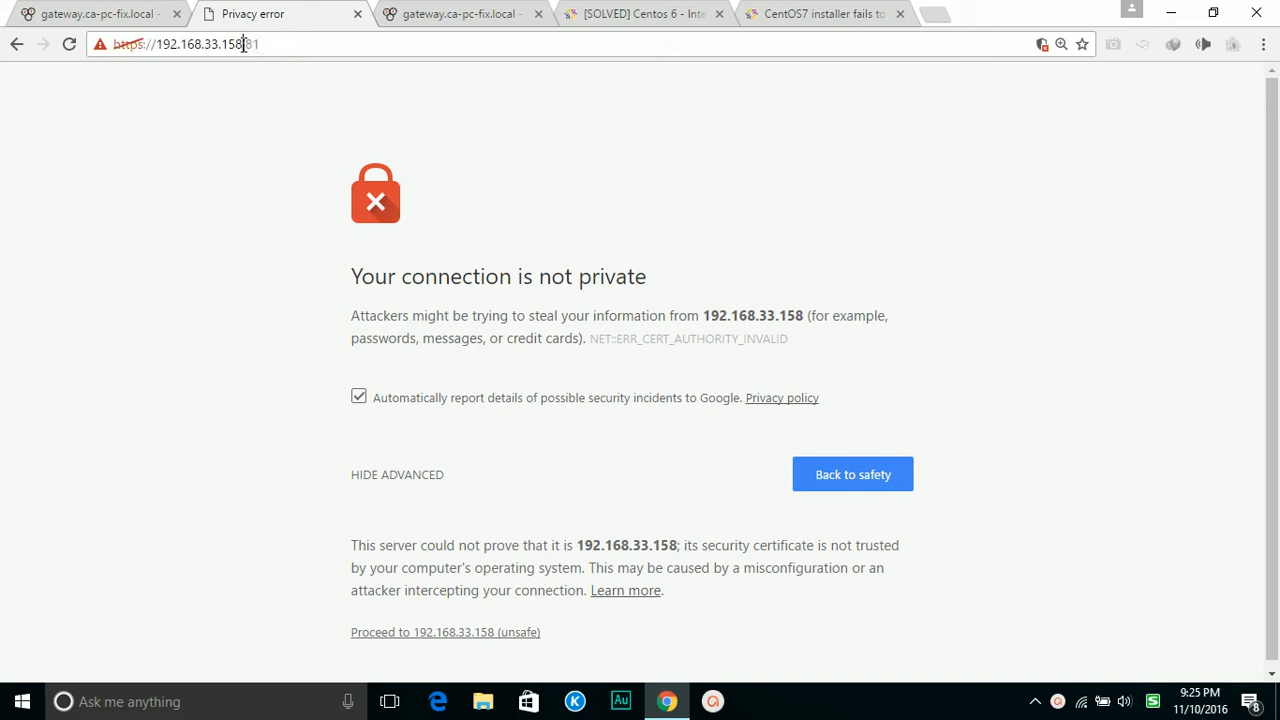 gateway.ca-pc-fix.local -
Privacy error
gateway.ca-pc-fix.local -
[SOLVED] Centos 6 - Inte
CentOS7 installer fails to
https://192.168.33.158:81
Your connection is not private
Attackers might be trying to steal your information from 192.168.33.158 (for example,
passwords, messages, or credit cards). NET::ERR_CERT_AUTHORITY_INVALID
Automatically report details of possible security incidents to Google. Privacy policy
HIDE ADVANCED
Back to safety
This server could not prove that it is 192.168.33.158; its security certificate is not trusted
by your computer's operating system. This may be caused by a misconfiguration or an
attacker intercepting your connection. Learn more.
Proceed to 192.168.33.158 (unsafe)
Ask me anything
9:25 PM
11/10/2016
8